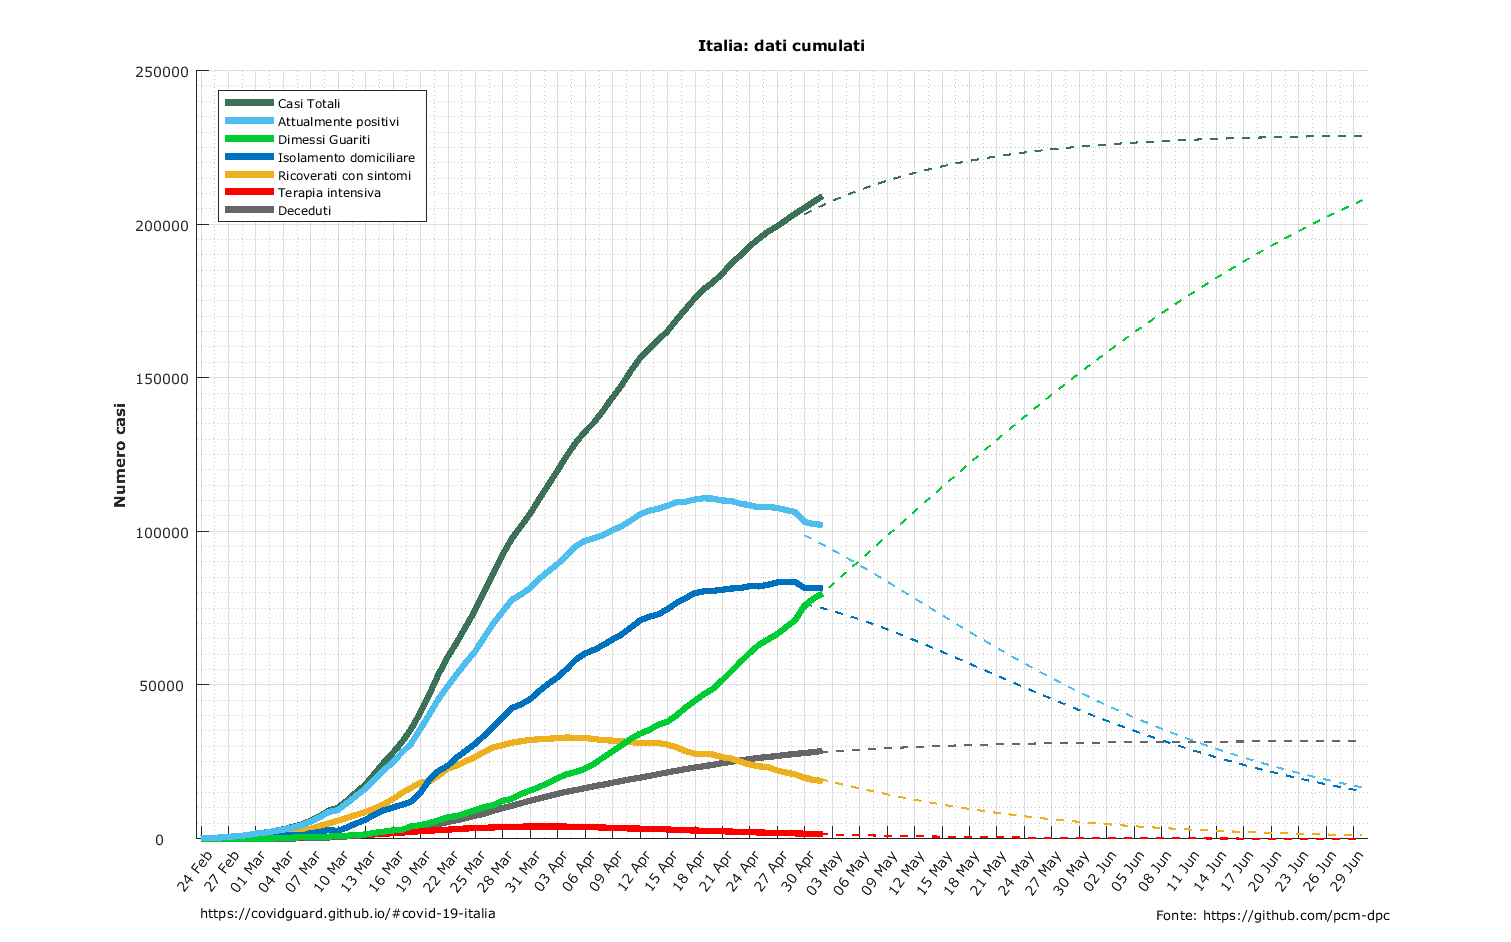 Italia: dati cumulati
250000
200000
150000
100000
50000
0
Numero casi
Casi Totali
Attualmente positivi
Dimessi Guariti
Isolamento domiciliare
Ricoverati con sintomi
Terapia intensiva
Deceduti
24 Feb
27 Feb
01 Mar
04 Mar
07 Mar
10 Mar
13 Mar
16 Mar
19 Mar
22 Mar
25 Mar
28 Mar
31 Mar
03 Apr
06 Apr
09 Apr
12 Apr
15 Apr
18 Apr
21 Apr
24 Apr
27 Apr
30 Apr
03 May
06 May
09 May
12 May
15 May
18 May
21 May
24 May
27 May
30 May
02 Jun
05 Jun
08 Jun
11 Jun
14 Jun
17 Jun
20 Jun
23 Jun
26 Jun
29 Jun
https://covidguard.github.io/#covid-19-italia
Fonte: https://github.com/pcm-dpc